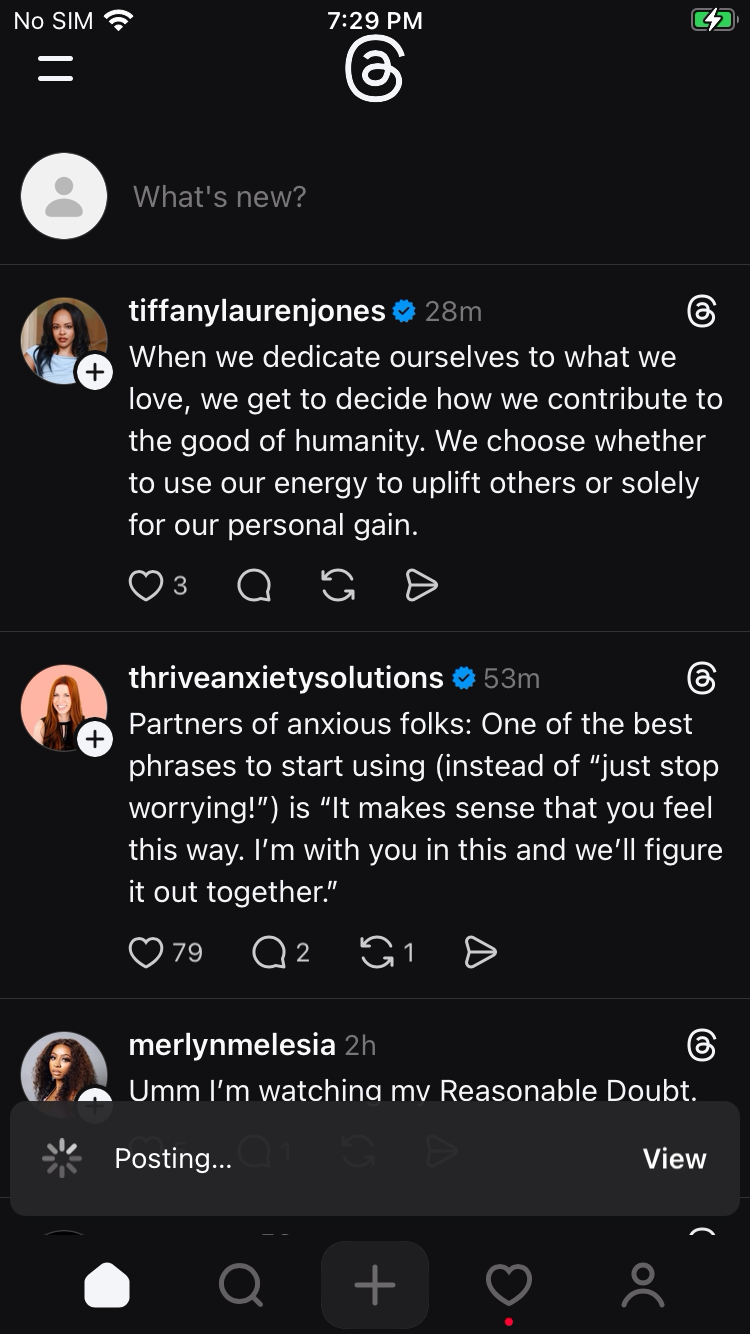 No SIM 7:29 PM
What's new?
tiffanylaurenjones 28m
When we dedicate ourselves to what we
love, we get to decide how we contribute to
the good of humanity. We choose whether
to use our energy to uplift others or solely
for our personal gain.
3
thriveanxietysolutions 53m
Partners of anxious folks: One of the best
phrases to start using (instead of “just stop
worrying!”) is “It makes sense that you feel
this way. I’m with you in this and we’ll figure
it out together.”
79 2 1
merlynmelesia 2h
Umm I’m watching my Reasonable Doubt.
1
Posting... View